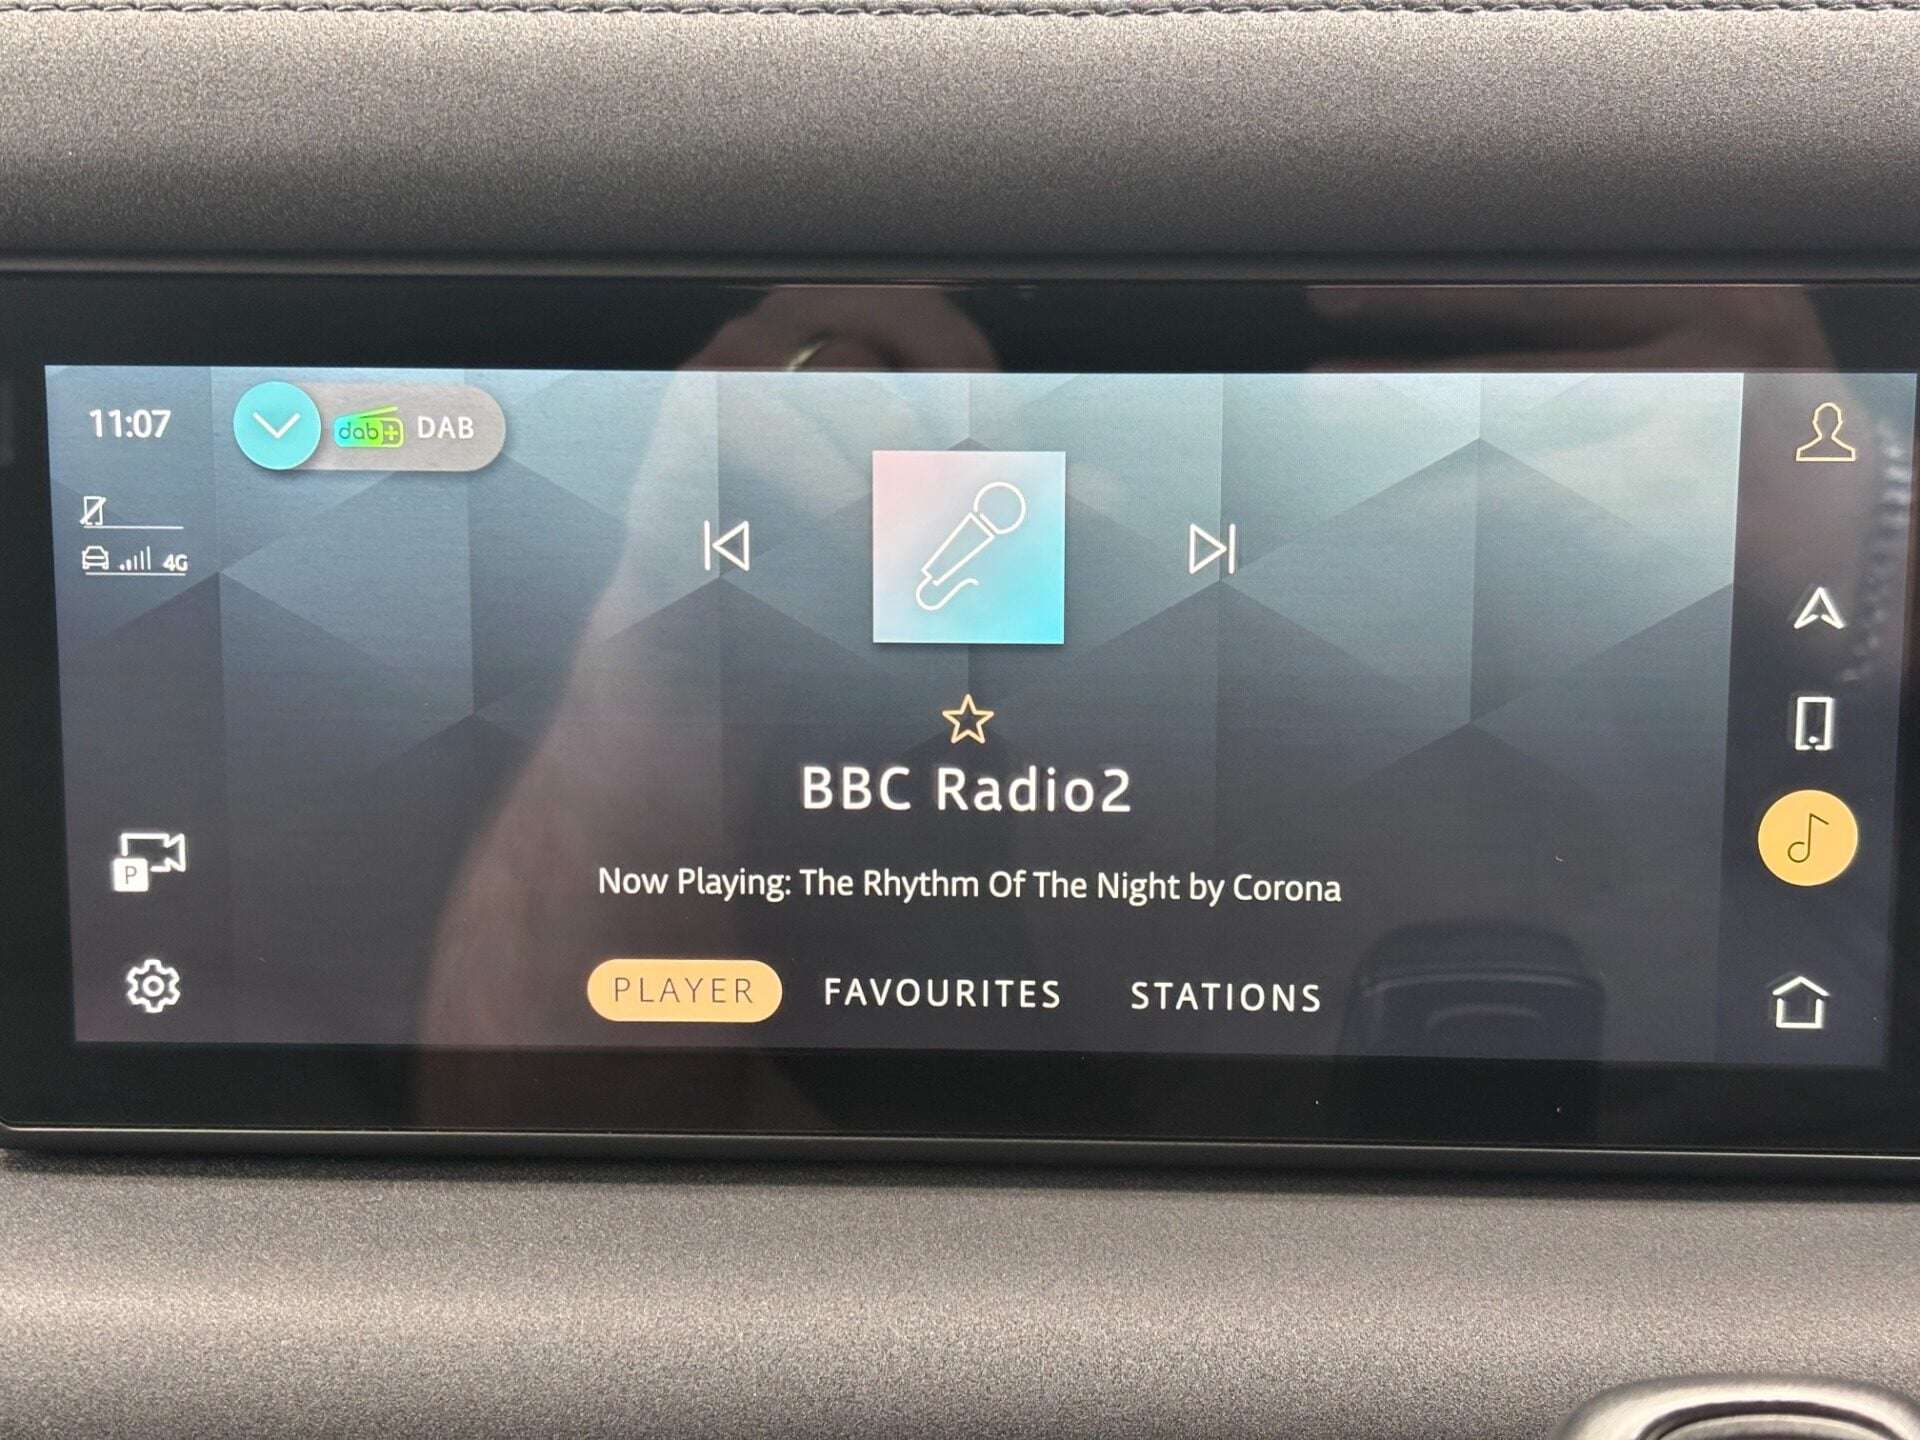 11:07
dab+ DAB
4G
BBC Radio2
Now Playing: The Rhythm Of The Night by Corona
P
PLAYER FAVOURITES STATIONS